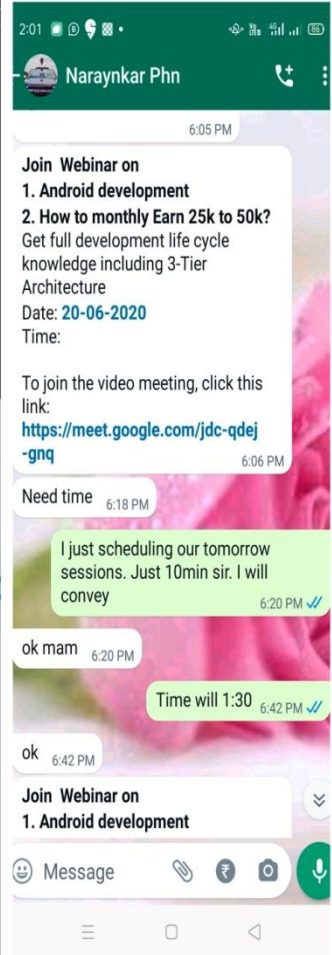 2:01
86
Naraynkar Phn
6:05 PM
Join Webinar on
1. Android development
2. How to monthly Earn 25k to 50k?
Get full development life cycle
knowledge including 3-Tier
Architecture
Date: 20-06-2020
Time:
To join the video meeting, click this
link:
https://meet.google.com/jdc-qdej
-gnq
6:06 PM
Need time 6:18 PM
I just scheduling our tomorrow
sessions. Just 10min sir. I will
convey
6:20 PM
ok mam 6:20 PM
Time will 1:30 6:42 PM
ok 6:42 PM
Join Webinar on
1. Android development
Message ₹